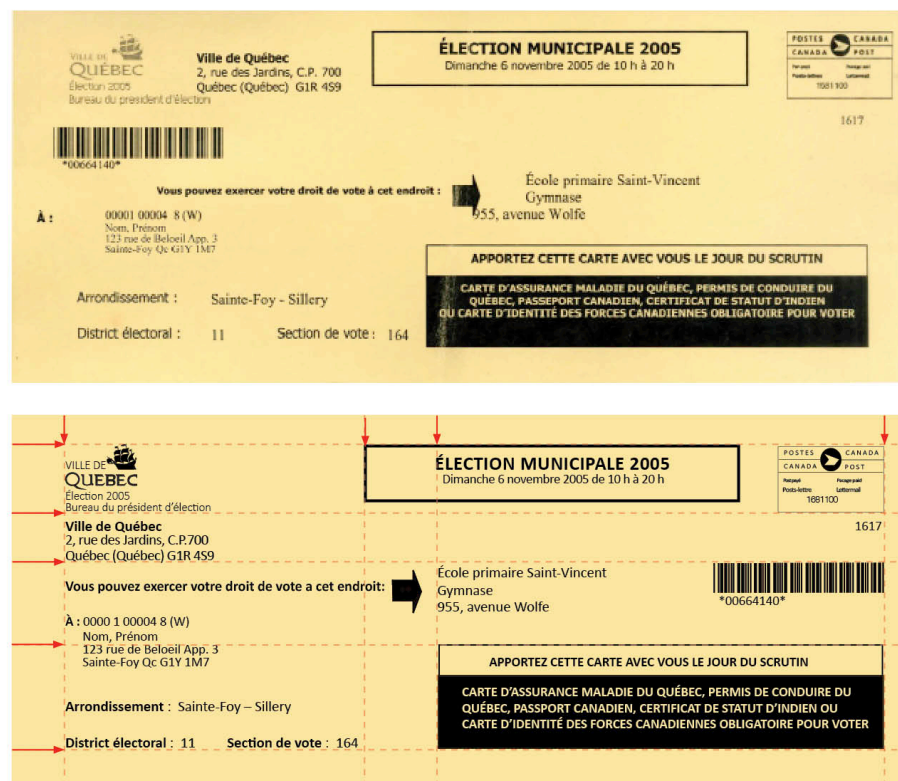 VILLE DE
QUÉBEC
Élection 2005
Bureau du president d'élection
Ville de Québec
2, rue des Jardins, C.P. 700
Québec (Québec) G1R 4S9
ÉLECTION MUNICIPALE 2005
Dimanche 6 novembre 2005 de 10 h à 20 h
POSTES CANADA
CANADA POST
Port payé Postage paid
Poste-lettres Lettermail
1681100
1617
*00664140*
Vous pouvez exercer votre droit de vote à cet endroit :
École primaire Saint-Vincent
Gymnase
955, avenue Wolfe
À : 00001 00004 8 (W)
Nom, Prénom
123 rue de Beloeil App. 3
Sainte-Foy Qc G1Y 1M7
APPORTEZ CETTE CARTE AVEC VOUS LE JOUR DU SCRUTIN
CARTE D'ASSURANCE MALADIE DU QUÉBEC, PERMIS DE CONDUIRE DU
QUÉBEC, PASSEPORT CANADIEN, CERTIFICAT DE STATUT D'INDIEN
OU CARTE D'IDENTITÉ DES FORCES CANADIENNES OBLIGATOIRE POUR VOTER
Arrondissement : Sainte-Foy - Sillery
District électoral : 11 Section de vote : 164
VILLE DE
QUEBEC
Élection 2005
Bureau du président d'élection
Ville de Québec
2, rue des Jardins, C.P.700
Québec (Québec) G1R 4S9
ÉLECTION MUNICIPALE 2005
Dimanche 6 novembre 2005 de 10 h à 20 h
POSTES CANADA
CANADA POST
Port payé Postage paid
Posts-lettre Lettermail
1681100
1617
Vous pouvez exercer votre droit de vote a cet endroit:
École primaire Saint-Vincent
Gymnase
955, avenue Wolfe
*00664140*
À : 0000 1 00004 8 (W)
Nom, Prénom
123 rue de Beloeil App. 3
Sainte-Foy Qc G1Y 1M7
APPORTEZ CETTE CARTE AVEC VOUS LE JOUR DU SCRUTIN
CARTE D'ASSURANCE MALADIE DU QUÉBEC, PERMIS DE CONDUIRE DU
QUÉBEC, PASSPORT CANADIEN, CERTIFICAT DE STATUT D'INDIEN OU
CARTE D'IDENTITÉ DES FORCES CANADIENNES OBLIGATOIRE POUR VOTER
Arrondissement : Sainte-Foy – Sillery
District électoral : 11 Section de vote : 164